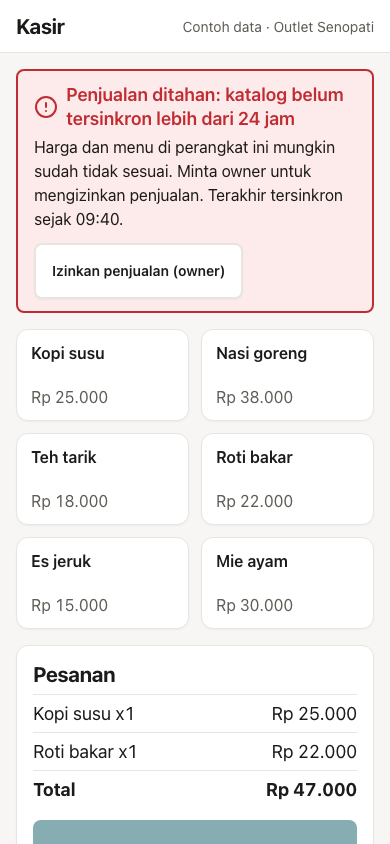 Kasir
Contoh data · Outlet Senopati
Penjualan ditahan: katalog belum
tersinkron lebih dari 24 jam
Harga dan menu di perangkat ini mungkin
sudah tidak sesuai. Minta owner untuk
mengizinkan penjualan. Terakhir tersinkron
sejak 09:40.
Izinkan penjualan (owner)
Kopi susu
Rp 25.000
Nasi goreng
Rp 38.000
Teh tarik
Rp 18.000
Roti bakar
Rp 22.000
Es jeruk
Rp 15.000
Mie ayam
Rp 30.000
Pesanan
Kopi susu x1 Rp 25.000
Roti bakar x1 Rp 22.000
Total Rp 47.000